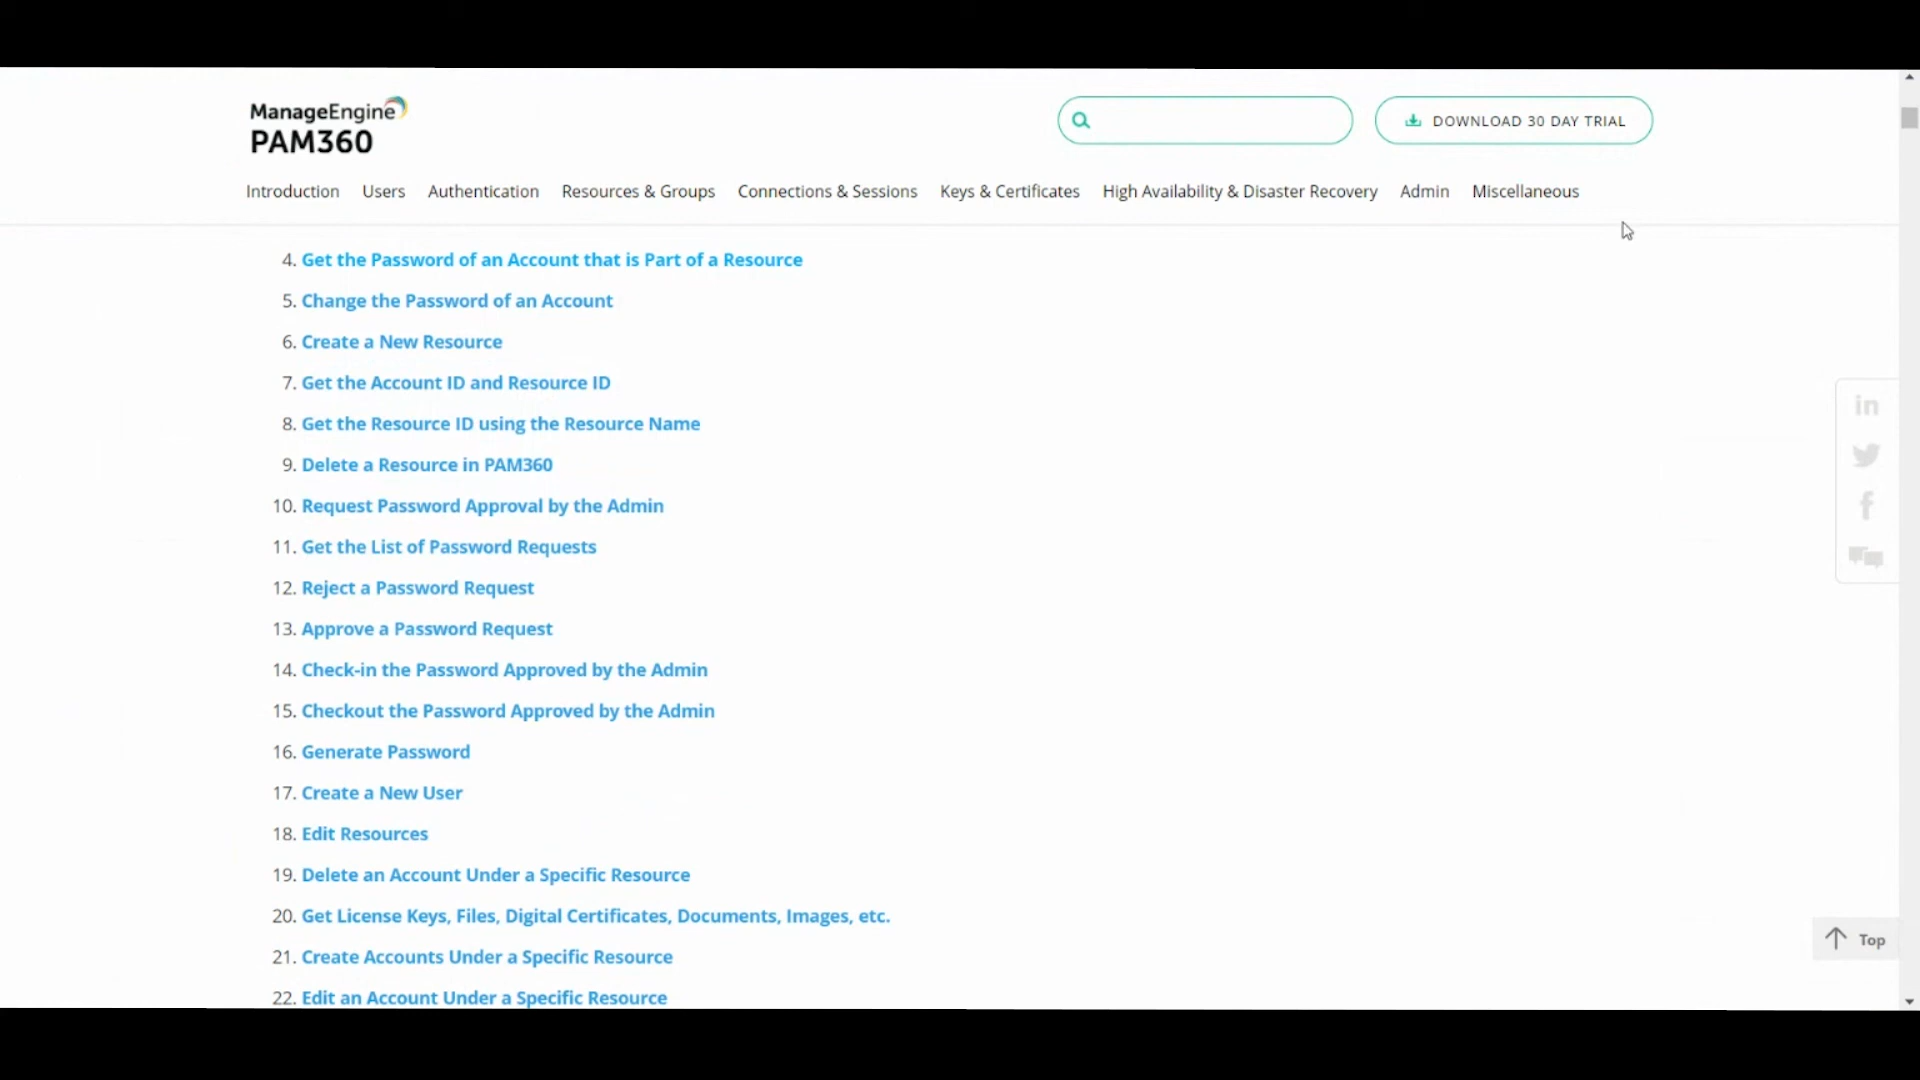 ManageEngine
PAM360
DOWNLOAD 30 DAY TRIAL
Introduction Users Authentication Resources & Groups Connections & Sessions Keys & Certificates High Availability & Disaster Recovery Admin Miscellaneous
4. Get the Password of an Account that is Part of a Resource
5. Change the Password of an Account
6. Create a New Resource
7. Get the Account ID and Resource ID
8. Get the Resource ID using the Resource Name
9. Delete a Resource in PAM360
10. Request Password Approval by the Admin
11. Get the List of Password Requests
12. Reject a Password Request
13. Approve a Password Request
14. Check-in the Password Approved by the Admin
15. Checkout the Password Approved by the Admin
16. Generate Password
17. Create a New User
18. Edit Resources
19. Delete an Account Under a Specific Resource
20. Get License Keys, Files, Digital Certificates, Documents, Images, etc.
21. Create Accounts Under a Specific Resource
22. Edit an Account Under a Specific Resource
in
f
Top